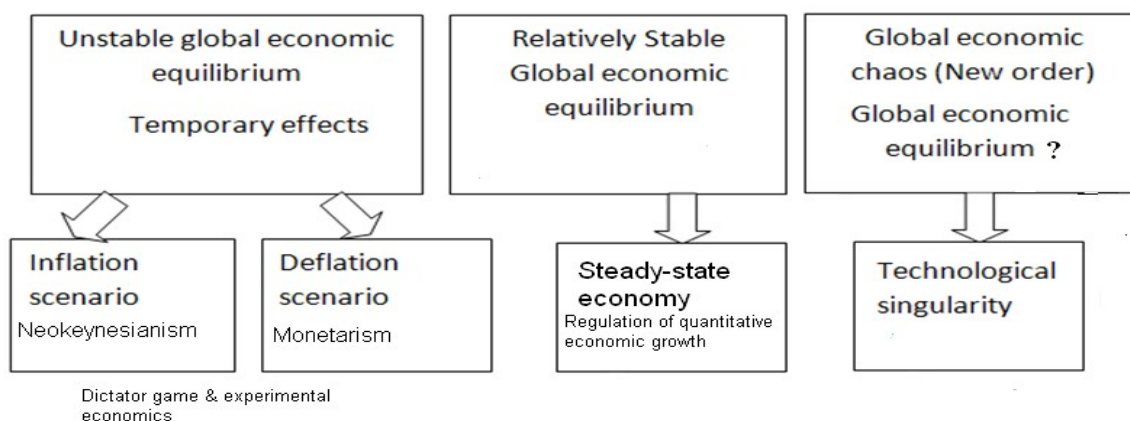 Unstable global economic
equilibrium
Temporary effects
Relatively Stable
Global economic
equilibrium
Global economic
chaos (New order)
Global economic
equilibrium ?
Inflation
scenario
Neokeynesianism
Deflation
scenario
Monetarism
Steady-state
economy
Regulation of quantitative
economic growth
Technological
singularity
Dictator game & experimental
economics